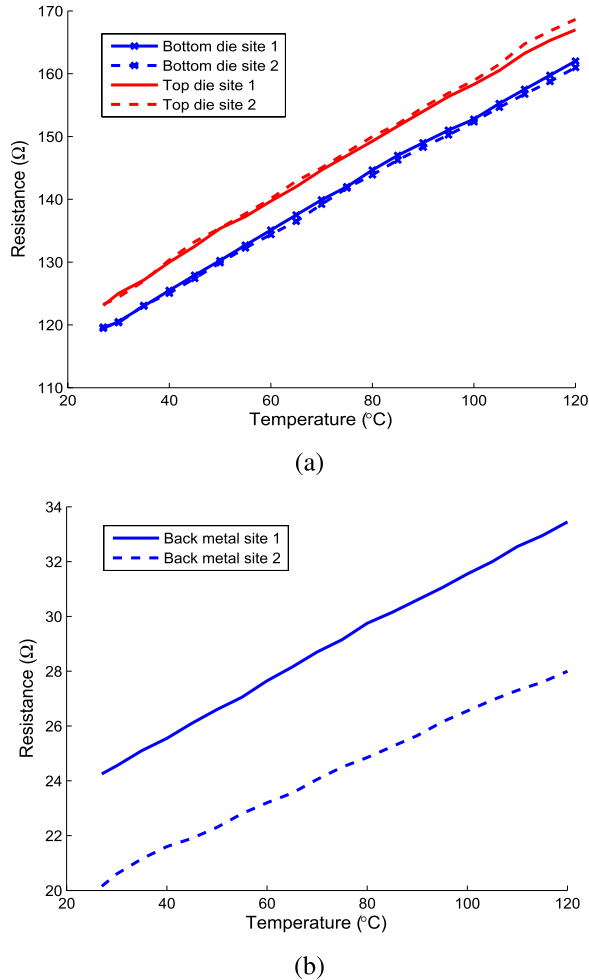 170
160
150
140
130
120
110
Resistance (Ω)
Bottom die site 1
Bottom die site 2
Top die site 1
Top die site 2
20 40 60 80 100 120
Temperature (°C)
(a)
34
32
30
28
26
24
22
20
Resistance (Ω)
Back metal site 1
Back metal site 2
20 40 60 80 100 120
Temperature (°C)
(b)